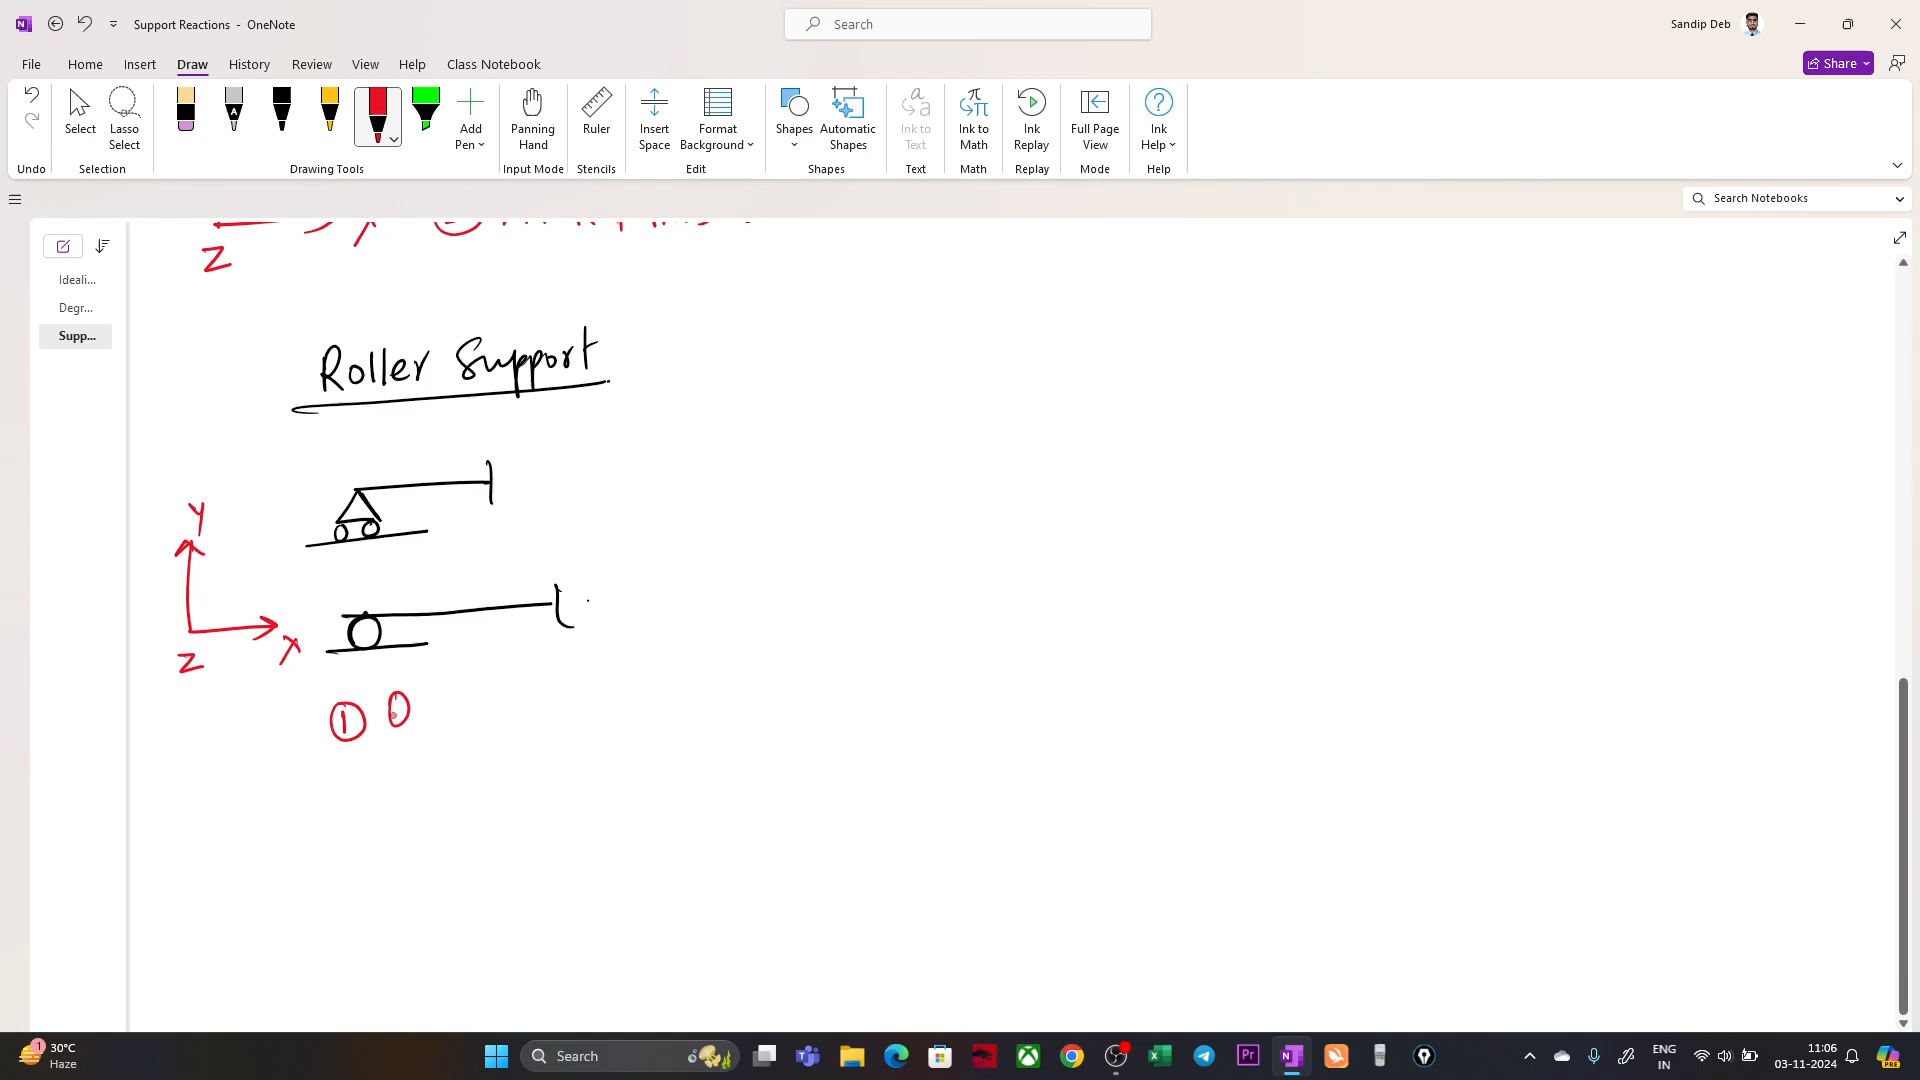 Support Reactions - OneNote
Search
Sandip Deb
File Home Insert Draw History Review View Help Class Notebook
Share
Select
Lasso Select
Add Pen
Panning Hand
Ruler
Insert Space
Format Background
Shapes
Automatic Shapes
Ink to Text
Ink to Math
Ink Replay
Full Page View
Ink Help
Undo Selection Drawing Tools Input Mode Stencils Edit Shapes Text Math Replay Mode Help
Search Notebooks
Ideali...
Degr...
Supp...
Z
Roller Support
Y
X
Z
1
30°C
Haze
Search
ENG
IN
11:06
03-11-2024